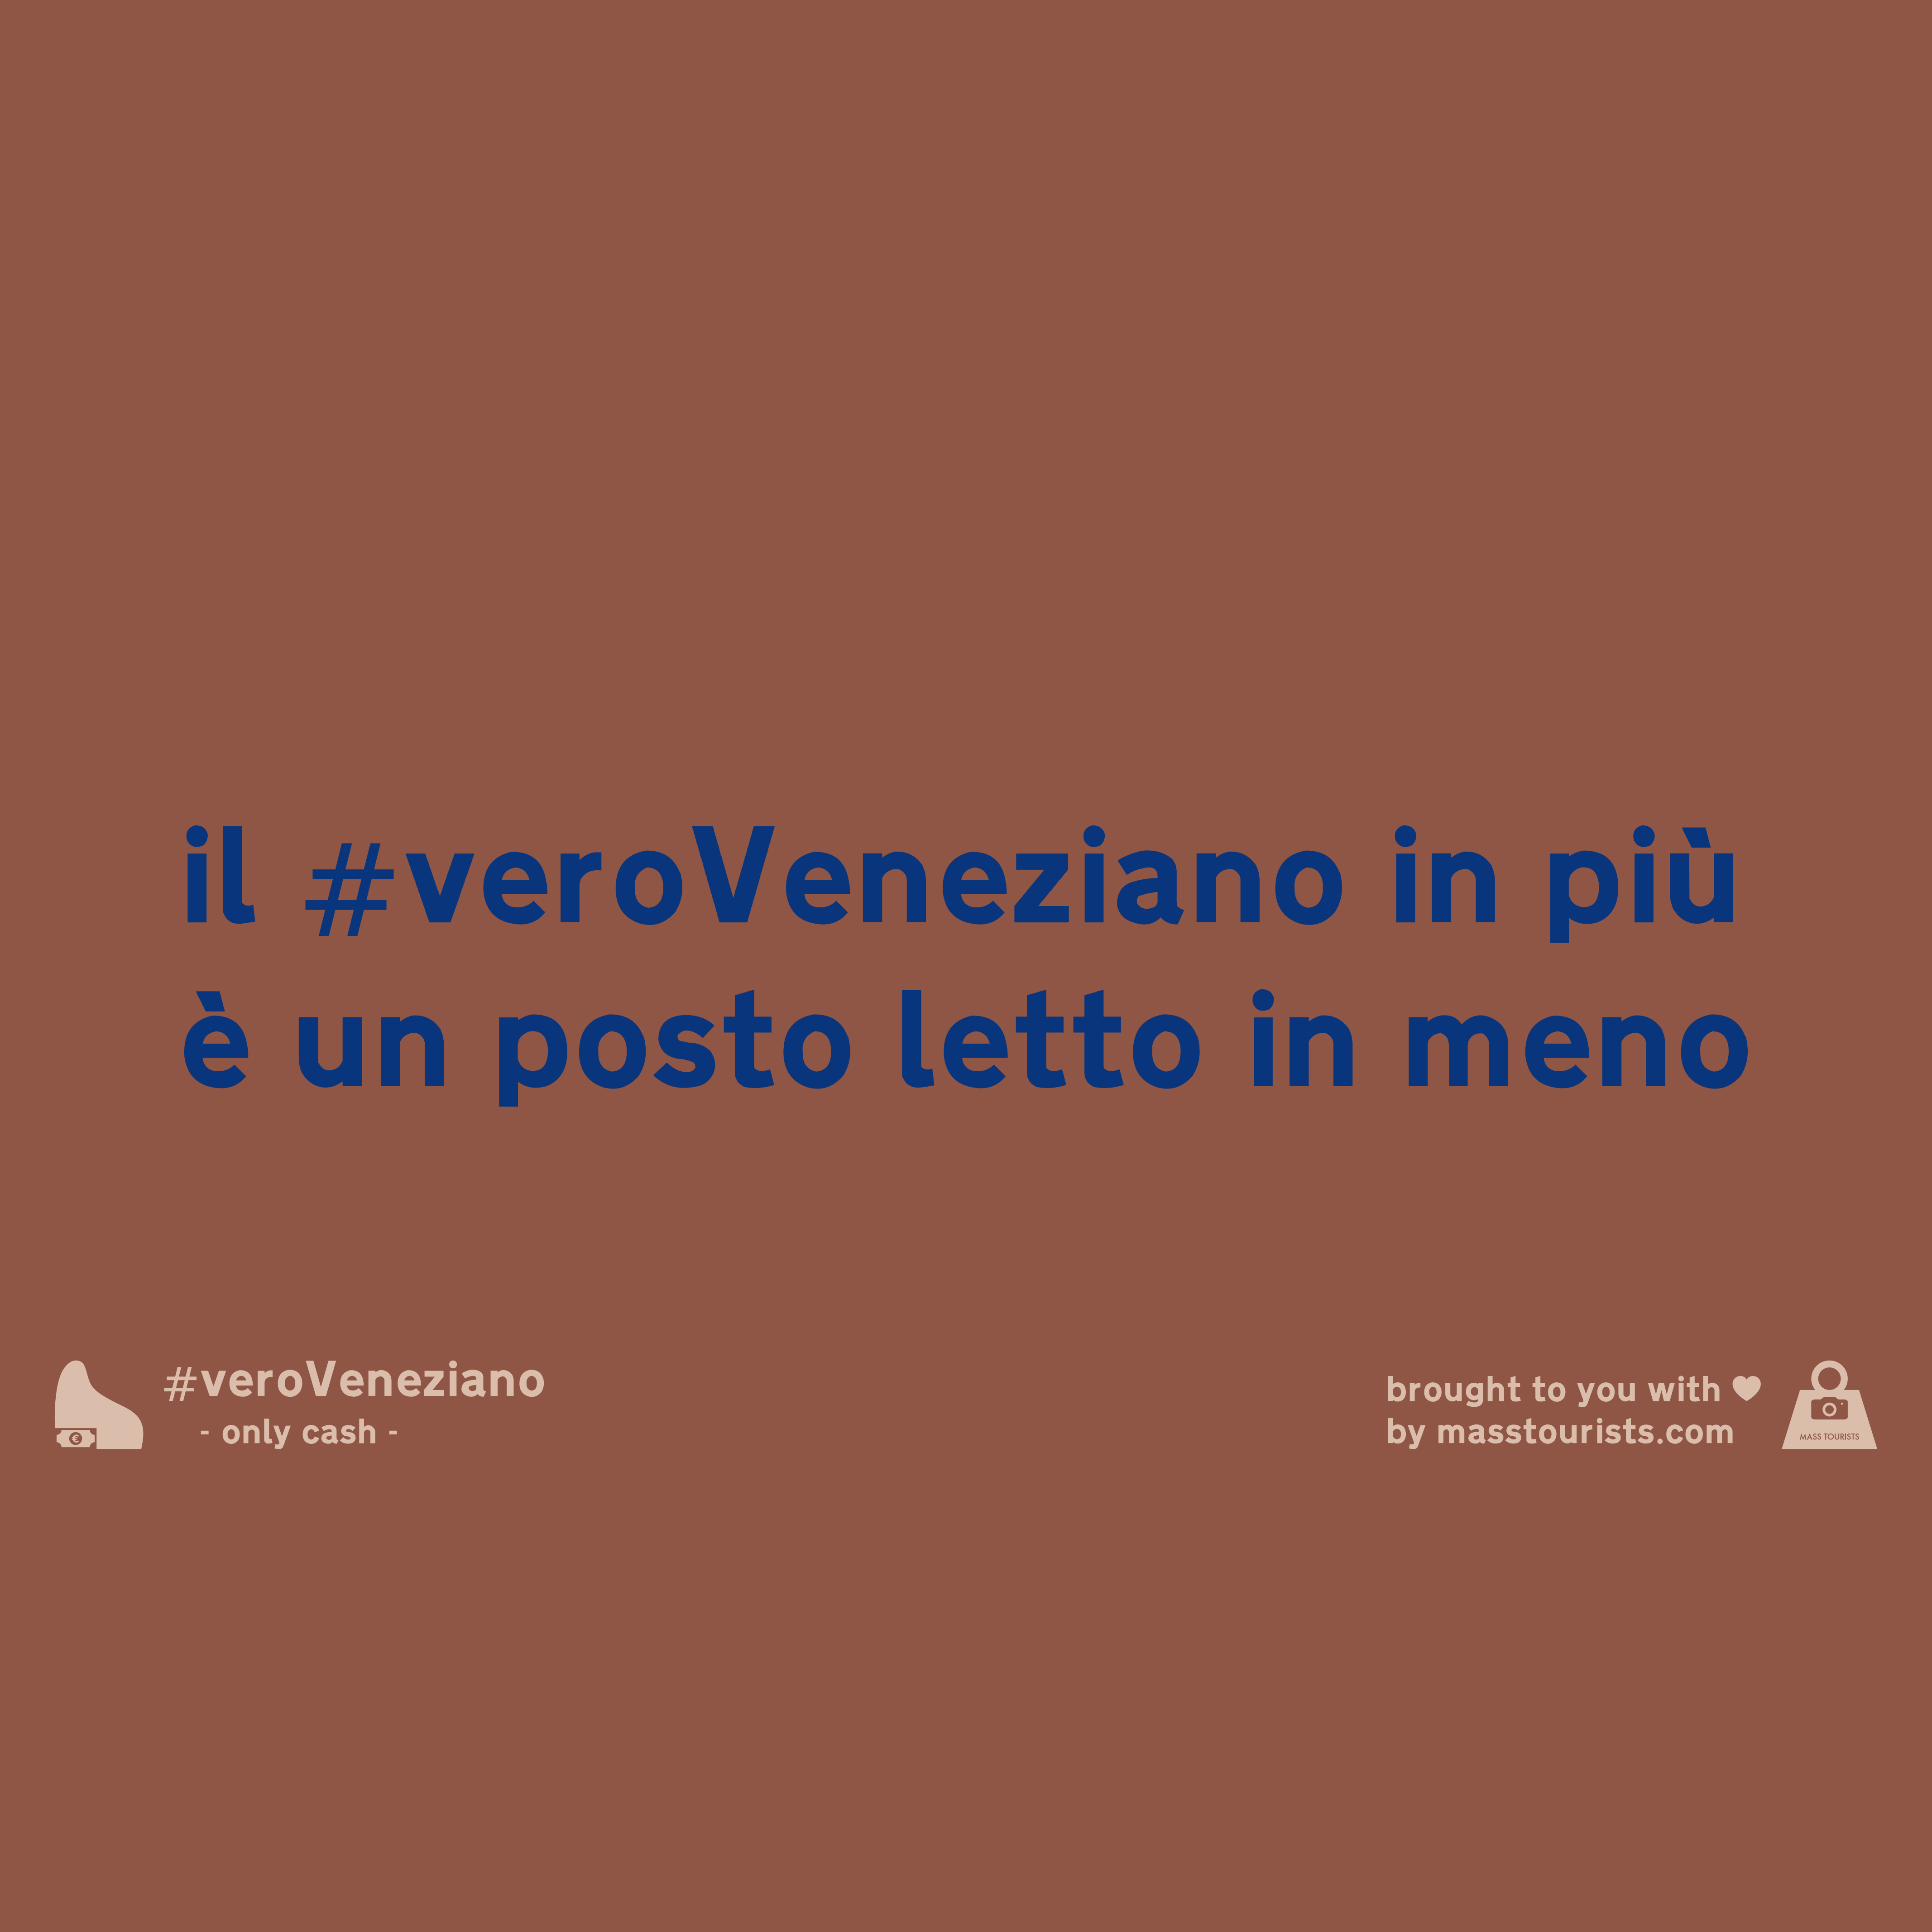 il #veroVeneziano in più
è un posto letto in meno
#veroVeneziano
- only cash -
€
brought to you with
by masstourists.com
MASS TOURISTS